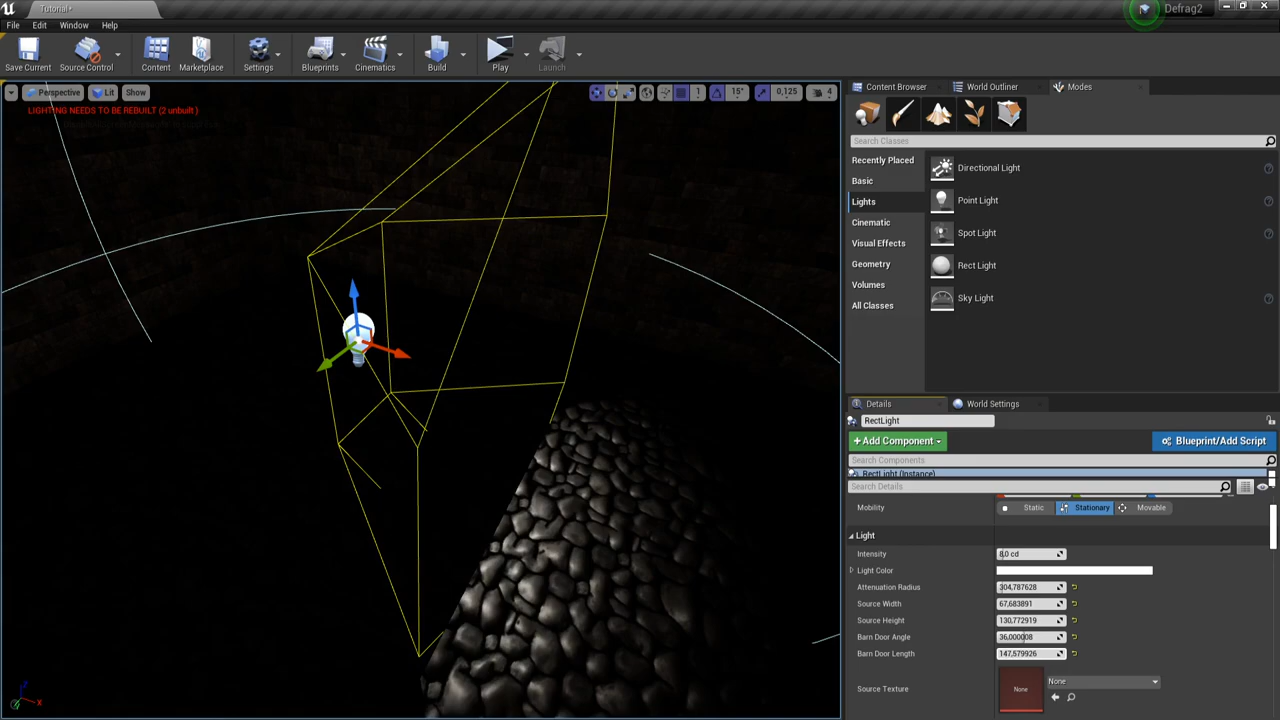 Tutorial*
Defrag2
File Edit Window Help
Save Current Source Control Content Marketplace Settings Blueprints Cinematics Build Play Launch
Perspective Lit Show 1 15° 0,125 4
LIGHTING NEEDS TO BE REBUILT (2 unbuilt )
Content Browser World Outliner Modes
Search Classes
Recently Placed
Basic
Lights
Cinematic
Visual Effects
Geometry
Volumes
All Classes
Directional Light
Point Light
Spot Light
Rect Light
Sky Light
Details World Settings
RectLight
+Add Component Blueprint/Add Script
Search Components
RectLight (Instance)
Search Details
Mobility Static Stationary Movable
Light
Intensity 8,0 cd
Light Color
Attenuation Radius 304,787628
Source Width 67,683891
Source Height 130,772919
Barn Door Angle 36,000008
Barn Door Length 147,579926
Source Texture None None
Z
X